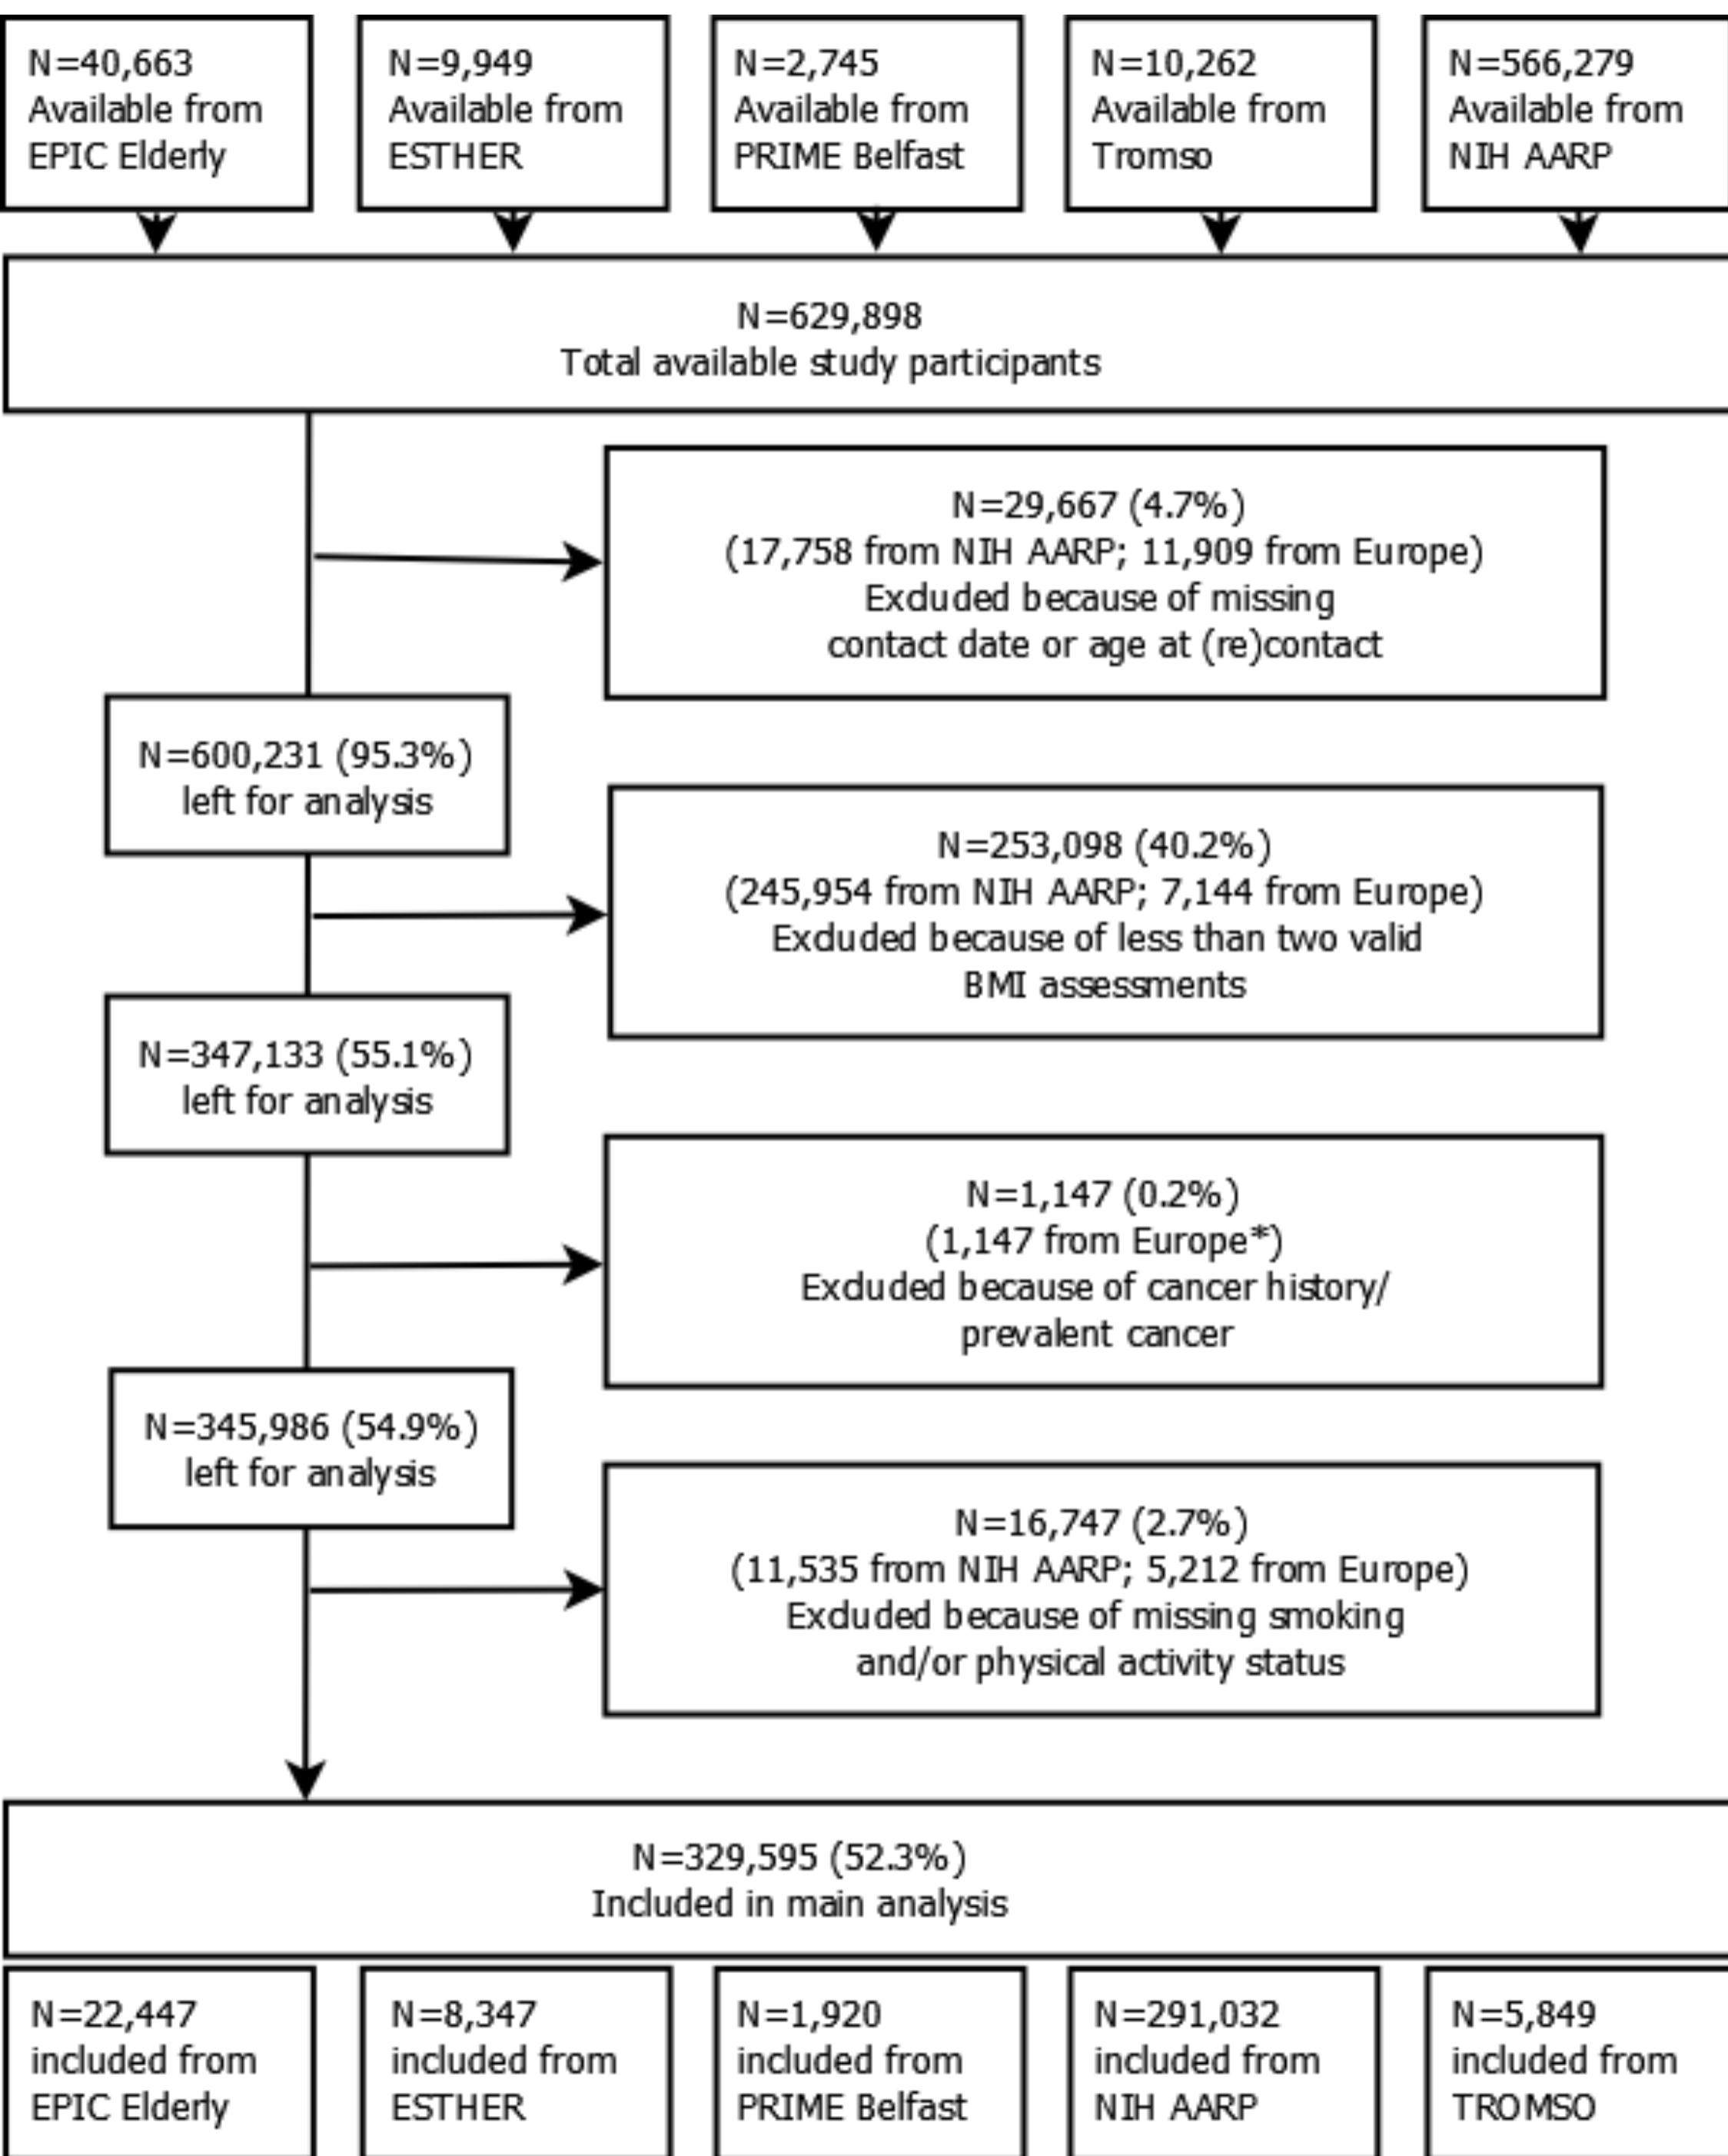 N=40,663
Available from
EPIC Elderly
N=9,949
Available from
ESTHER
N=2,745
Available from
PRIME Belfast
N=10,262
Available from
Tromso
N=566,279
Available from
NIH AARP
N=629,898
Total available study participants
N=29,667 (4.7%)
(17,758 from NIH AARP; 11,909 from Europe)
Excluded because of missing
contact date or age at (re)contact
N=600,231 (95.3%)
left for analysis
N=253,098 (40.2%)
(245,954 from NIH AARP; 7,144 from Europe)
Excluded because of less than two valid
BMI assessments
N=347,133 (55.1%)
left for analysis
N=1,147 (0.2%)
(1,147 from Europe*)
Excluded because of cancer history/
prevalent cancer
N=345,986 (54.9%)
left for analysis
N=16,747 (2.7%)
(11,535 from NIH AARP; 5,212 from Europe)
Excluded because of missing smoking
and/or physical activity status
N=329,595 (52.3%)
Included in main analysis
N=22,447
included from
EPIC Elderly
N=8,347
included from
ESTHER
N=1,920
included from
PRIME Belfast
N=291,032
included from
NIH AARP
N=5,849
included from
TROMSO